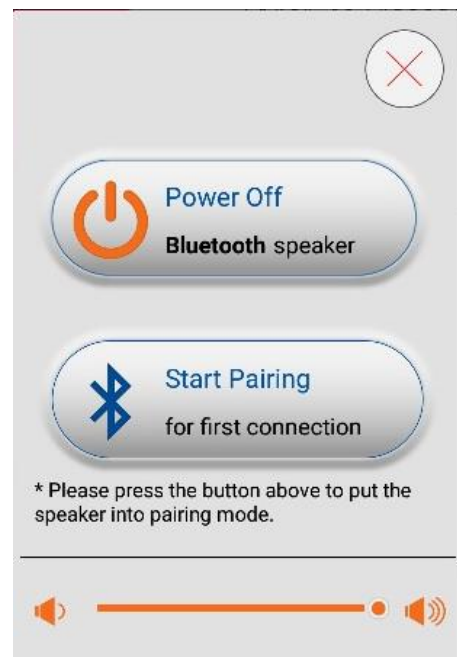 Power Off
Bluetooth speaker
Start Pairing
for first connection
* Please press the button above to put the
speaker into pairing mode.